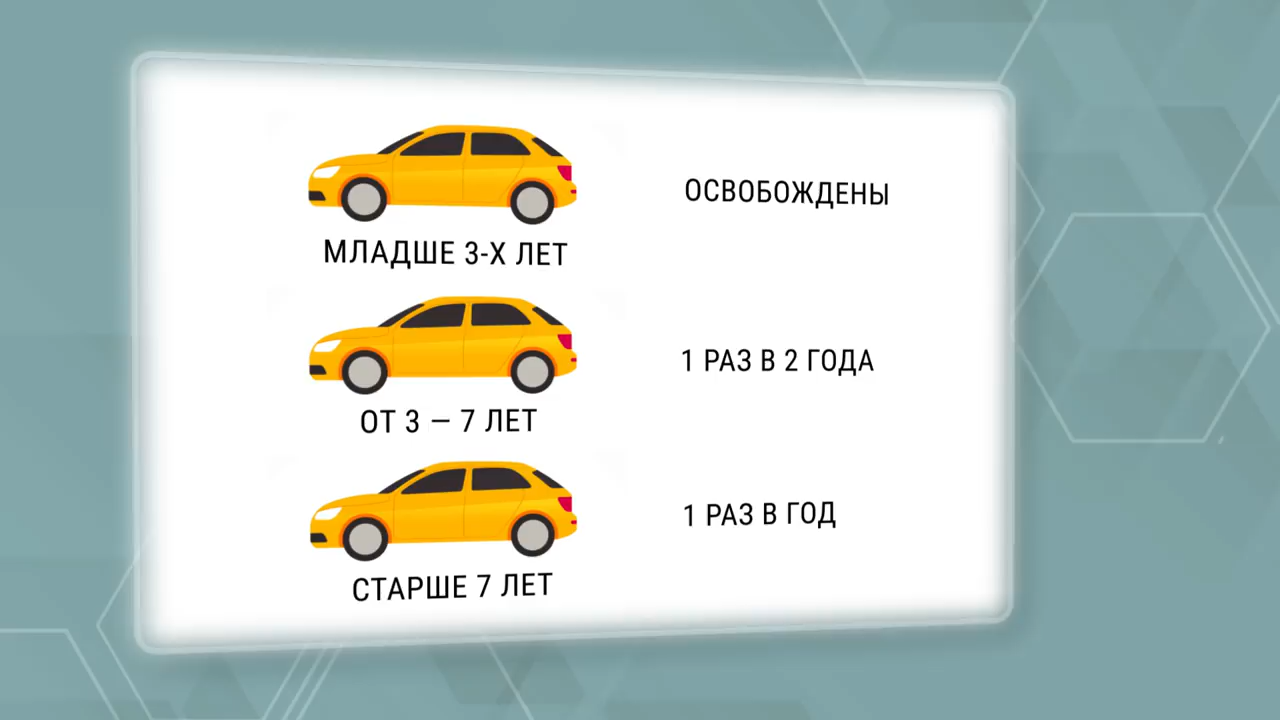 ОСВОБОЖДЕНЫ
МЛАДШЕ 3-Х ЛЕТ
1 РАЗ В 2 ГОДА
ОТ 3 — 7 ЛЕТ
1 РАЗ В ГОД
СТАРШЕ 7 ЛЕТ